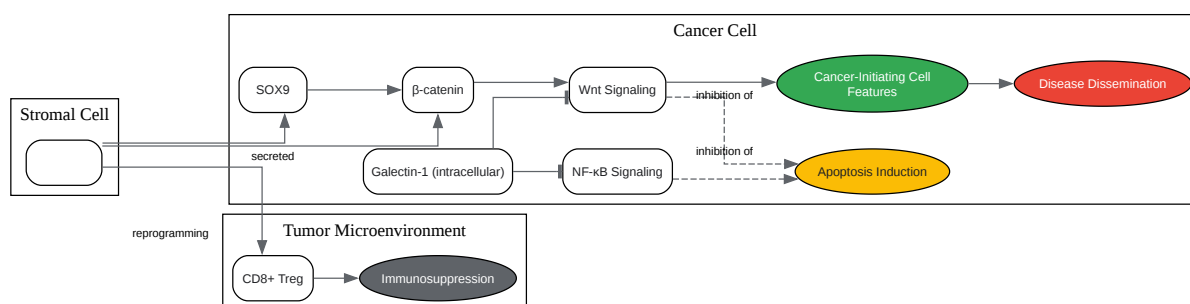 Cancer Cell
SOX9
β-catenin
Wnt Signaling
Cancer-Initiating Cell
Features
Disease Dissemination
inhibition of
Stromal Cell
secreted
inhibition of
Galectin-1 (intracellular)
NF-κB Signaling
Apoptosis Induction
reprogramming
Tumor Microenvironment
CD8+ Treg
Immunosuppression